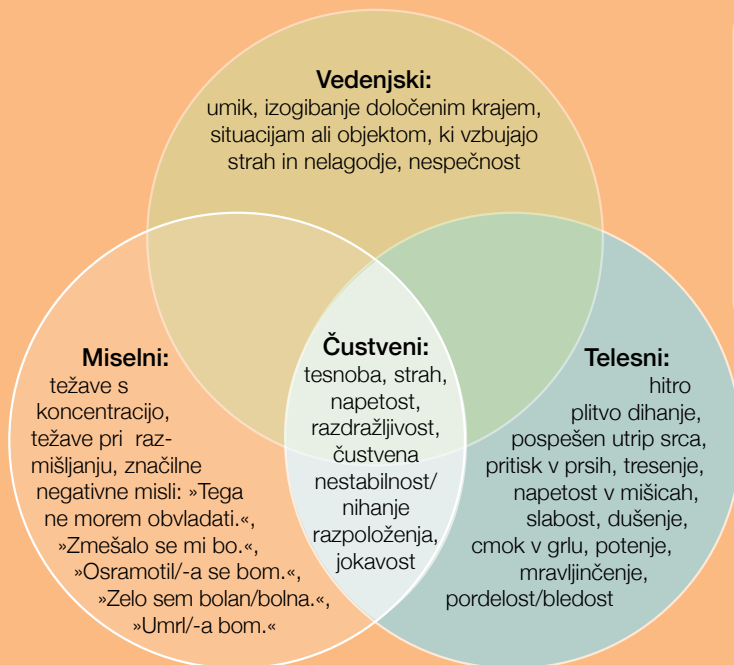 Vedenjski:
umik, izogibanje določenim krajem,
situacijam ali objektom, ki vzbujajo
strah in nelagodje, nespečnost
Miselni:
težave s
koncentracijo,
težave pri raz-
mišljanju, značilne
negativne misli: »Tega
ne morem obvladati.«,
»Zmešalo se mi bo.«,
»Osramotil/-a se bom.«,
»Zelo sem bolan/bolna.«,
»Umrl/-a bom.«
Čustveni:
tesnoba, strah,
napetost,
razdražljivost,
čustvena
nestabilnost/
nihanje
razpoloženja,
jokavost
Telesni:
hitro
plitvo dihanje,
pospešen utrip srca,
pritisk v prsih, tresenje,
napetost v mišicah,
slabost, dušenje,
cmok v grlu, potenje,
mravljinčenje,
pordelost/bledost